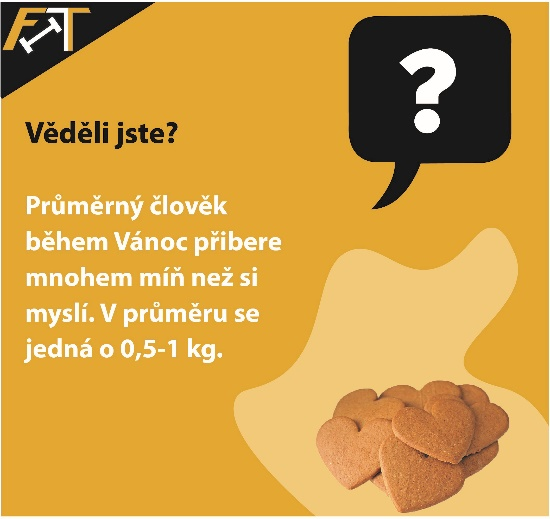 FIT
?
Věděli jste?
Průměrný člověk
během Vánoc přibere
mnohem míň než si
myslí. V průměru se
jedná o 0,5-1 kg.